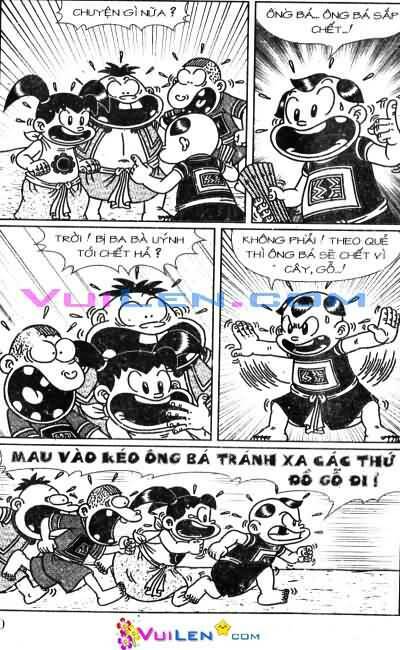 CHUYỆN GÌ NỮA ?
ÔNG BÁ... ÔNG BÁ SẮP
CHẾT..!
TRỜI ! BỊ BA BÀ UÝNH
TỚI CHẾT HẢ ?
KHÔNG PHẢI ! THEO QUẺ
THÌ ÔNG BÁ SẼ CHẾT VÌ
CÂY, GỖ..!
VuiLen.com
MAU VÀO KÉO ÔNG BÁ TRÁNH XA CÁC THỨ
ĐỒ GỖ ĐI !
VuiLen.com